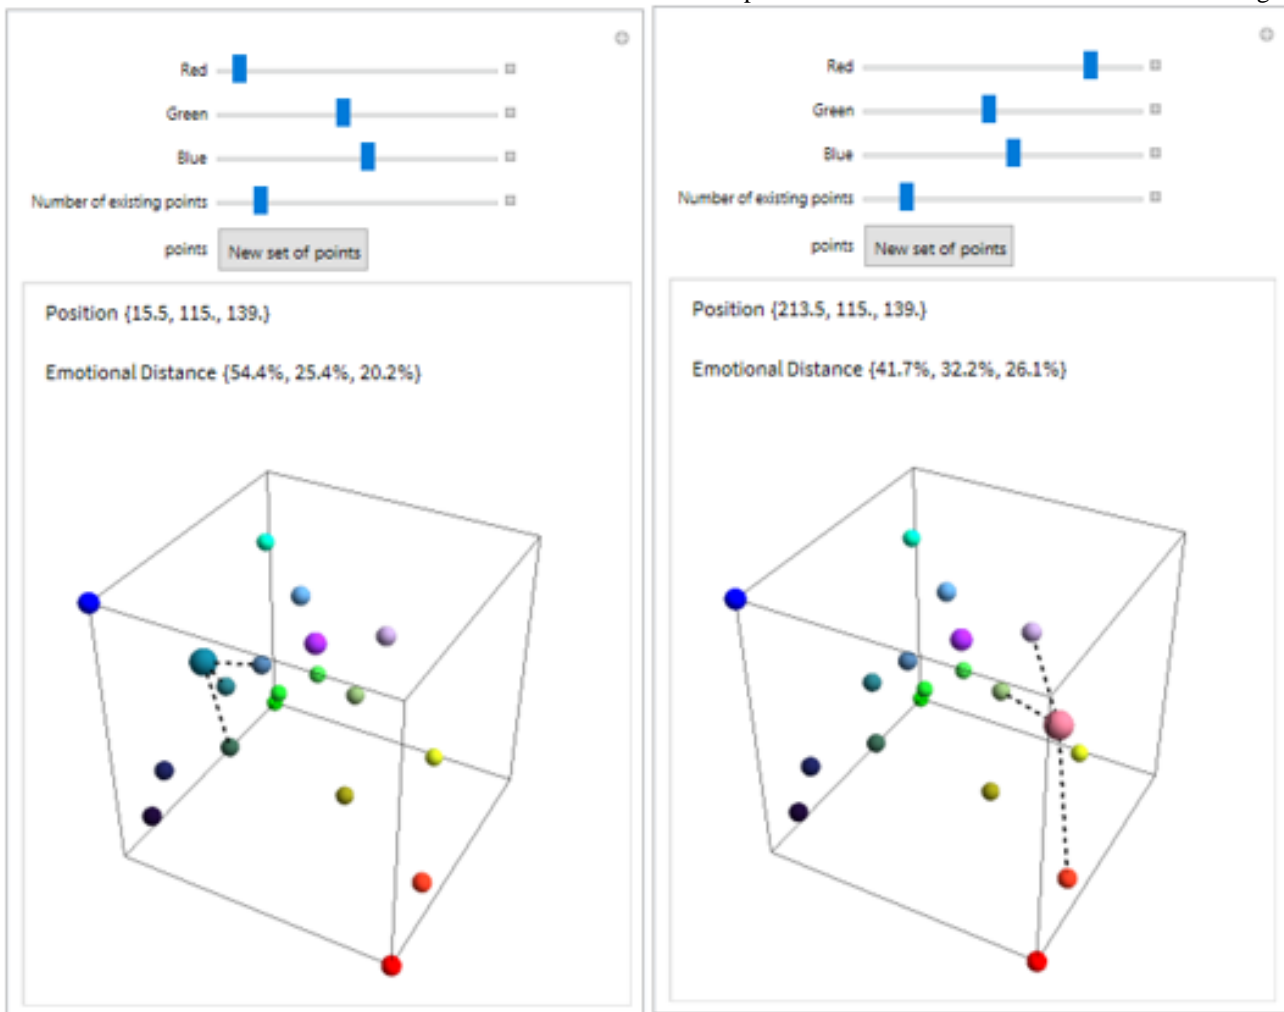 Red
Green
Blue
Number of existing points
points New set of points
Position {15.5, 115., 139.}
Emotional Distance {54.4%, 25.4%, 20.2%}
Red
Green
Blue
Number of existing points
points New set of points
Position {213.5, 115., 139.}
Emotional Distance {41.7%, 32.2%, 26.1%}